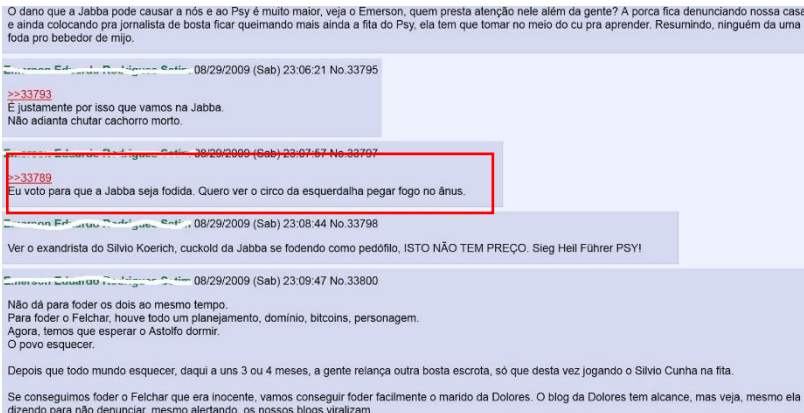 O dano que a Jabba pode causar a nós e ao Psy é muito maior, veja o Emerson, quem presta atenção nele além da gente? A porca fica denunciando nossa casa
e ainda colocando pra jornalista de bosta ficar queimando mais ainda a fita do Psy, ela tem que tomar no meio do cu pra aprender. Resumindo, ninguém da uma
foda pro bebedor de mijo.
08/29/2009 (Sab) 23:06:21 No.33795
>>33793
É justamente por isso que vamos na Jabba.
Não adianta chutar cachorro morto.
08/29/2009 (Sab) 23:07:57 No.33797
>>33789
Eu voto para que a Jabba seja fodida. Quero ver o circo da esquerdalha pegar fogo no ânus.
08/29/2009 (Sab) 23:08:44 No.33798
Ver o exandrista do Silvio Koerich, cuckold da Jabba se fodendo como pedófilo, ISTO NÃO TEM PREÇO. Sieg Heil Führer PSY!
08/29/2009 (Sab) 23:09:47 No.33800
Não dá para foder os dois ao mesmo tempo.
Para foder o Felchar, houve todo um planejamento, domínio, bitcoins, personagem.
Agora, temos que esperar o Astolfo dormir.
O povo esquecer.
Depois que todo mundo esquecer, daqui a uns 3 ou 4 meses, a gente relança outra bosta escrota, só que desta vez jogando o Silvio Cunha na fita.
Se conseguimos foder o Felchar que era inocente, vamos conseguir foder facilmente o marido da Dolores. O blog da Dolores tem alcance, mas veja, mesmo ela
dizendo para não denunciar, mesmo alertando, os nossos blogs viralizam.